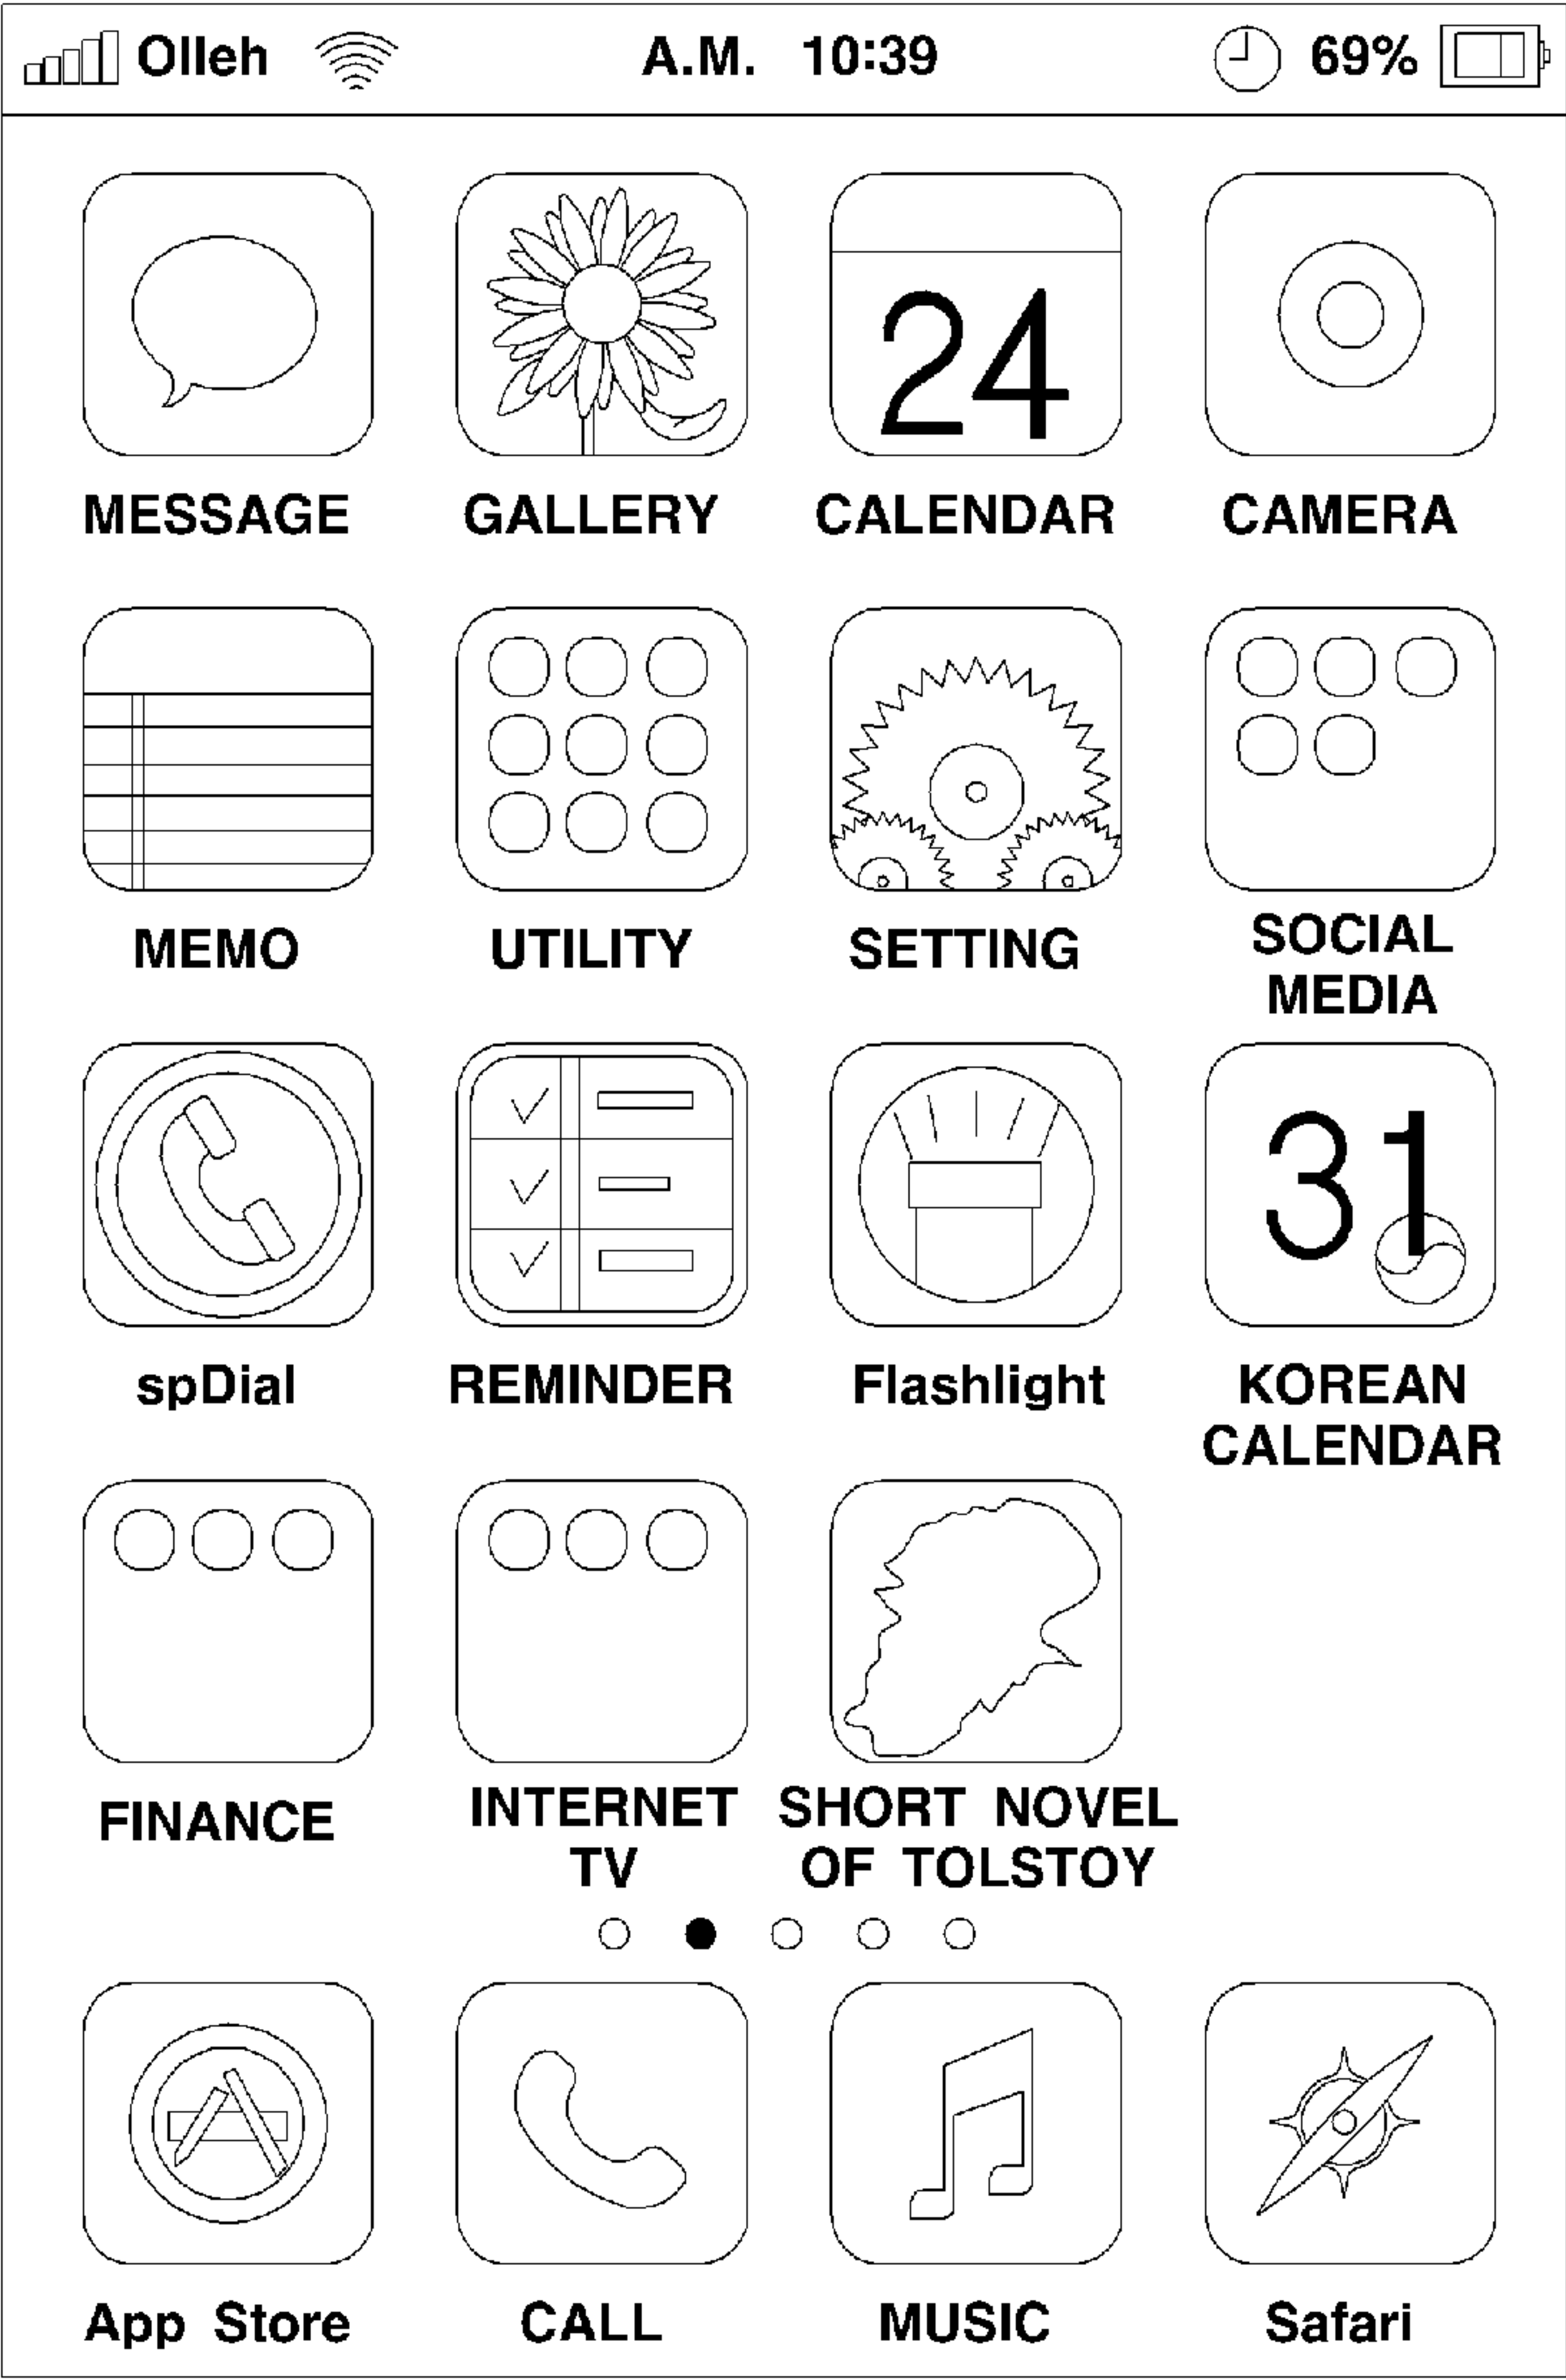 Olleh A.M. 10:39 69%
24
MESSAGE GALLERY CALENDAR CAMERA
MEMO UTILITY SETTING SOCIAL
MEDIA
31
spDial REMINDER Flashlight KOREAN
CALENDAR
FINANCE INTERNET TV SHORT NOVEL
OF TOLSTOY
App Store CALL MUSIC Safari